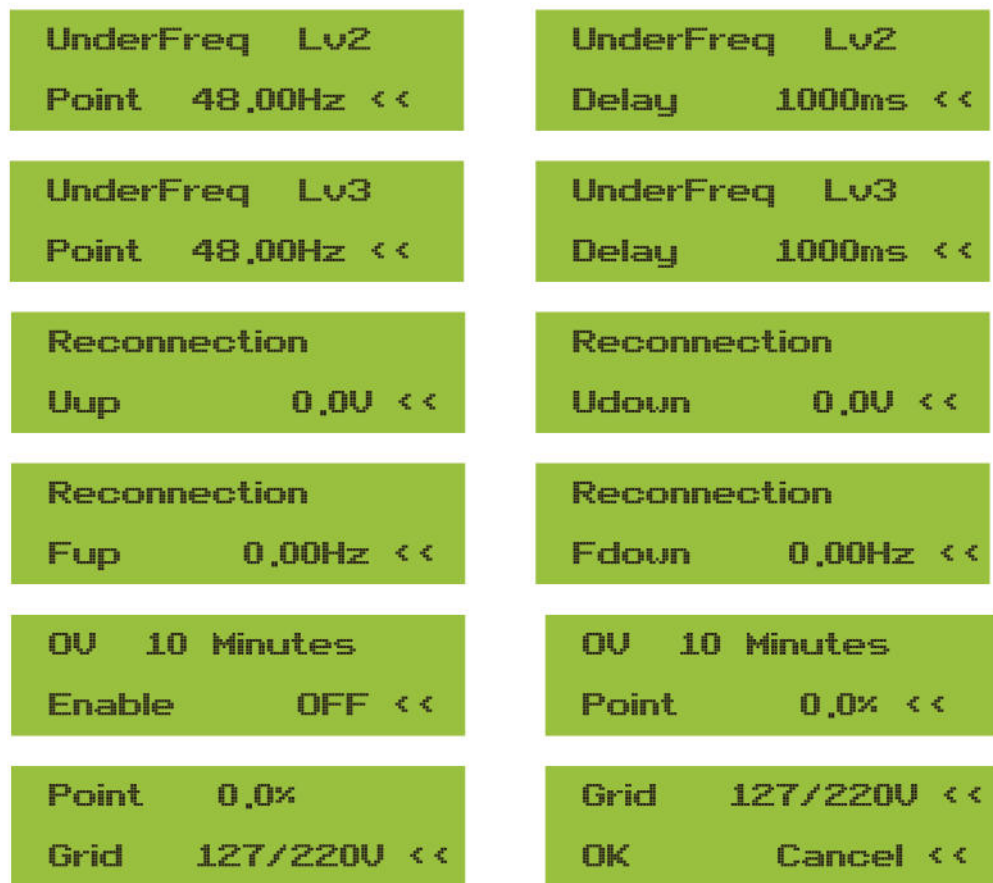 UnderFreq Lv2
Point 48.00Hz <<
UnderFreq Lv2
Delay 1000ms <<
UnderFreq Lv3
Point 48.00Hz <<
UnderFreq Lv3
Delay 1000ms <<
Reconnection
Uup 0.0V <<
Reconnection
Udown 0.0V <<
Reconnection
Fup 0.00Hz <<
Reconnection
Fdown 0.00Hz <<
OV 10 Minutes
Enable OFF <<
OV 10 Minutes
Point 0.0% <<
Point 0.0%
Grid 127/220V <<
Grid 127/220V <<
OK Cancel <<